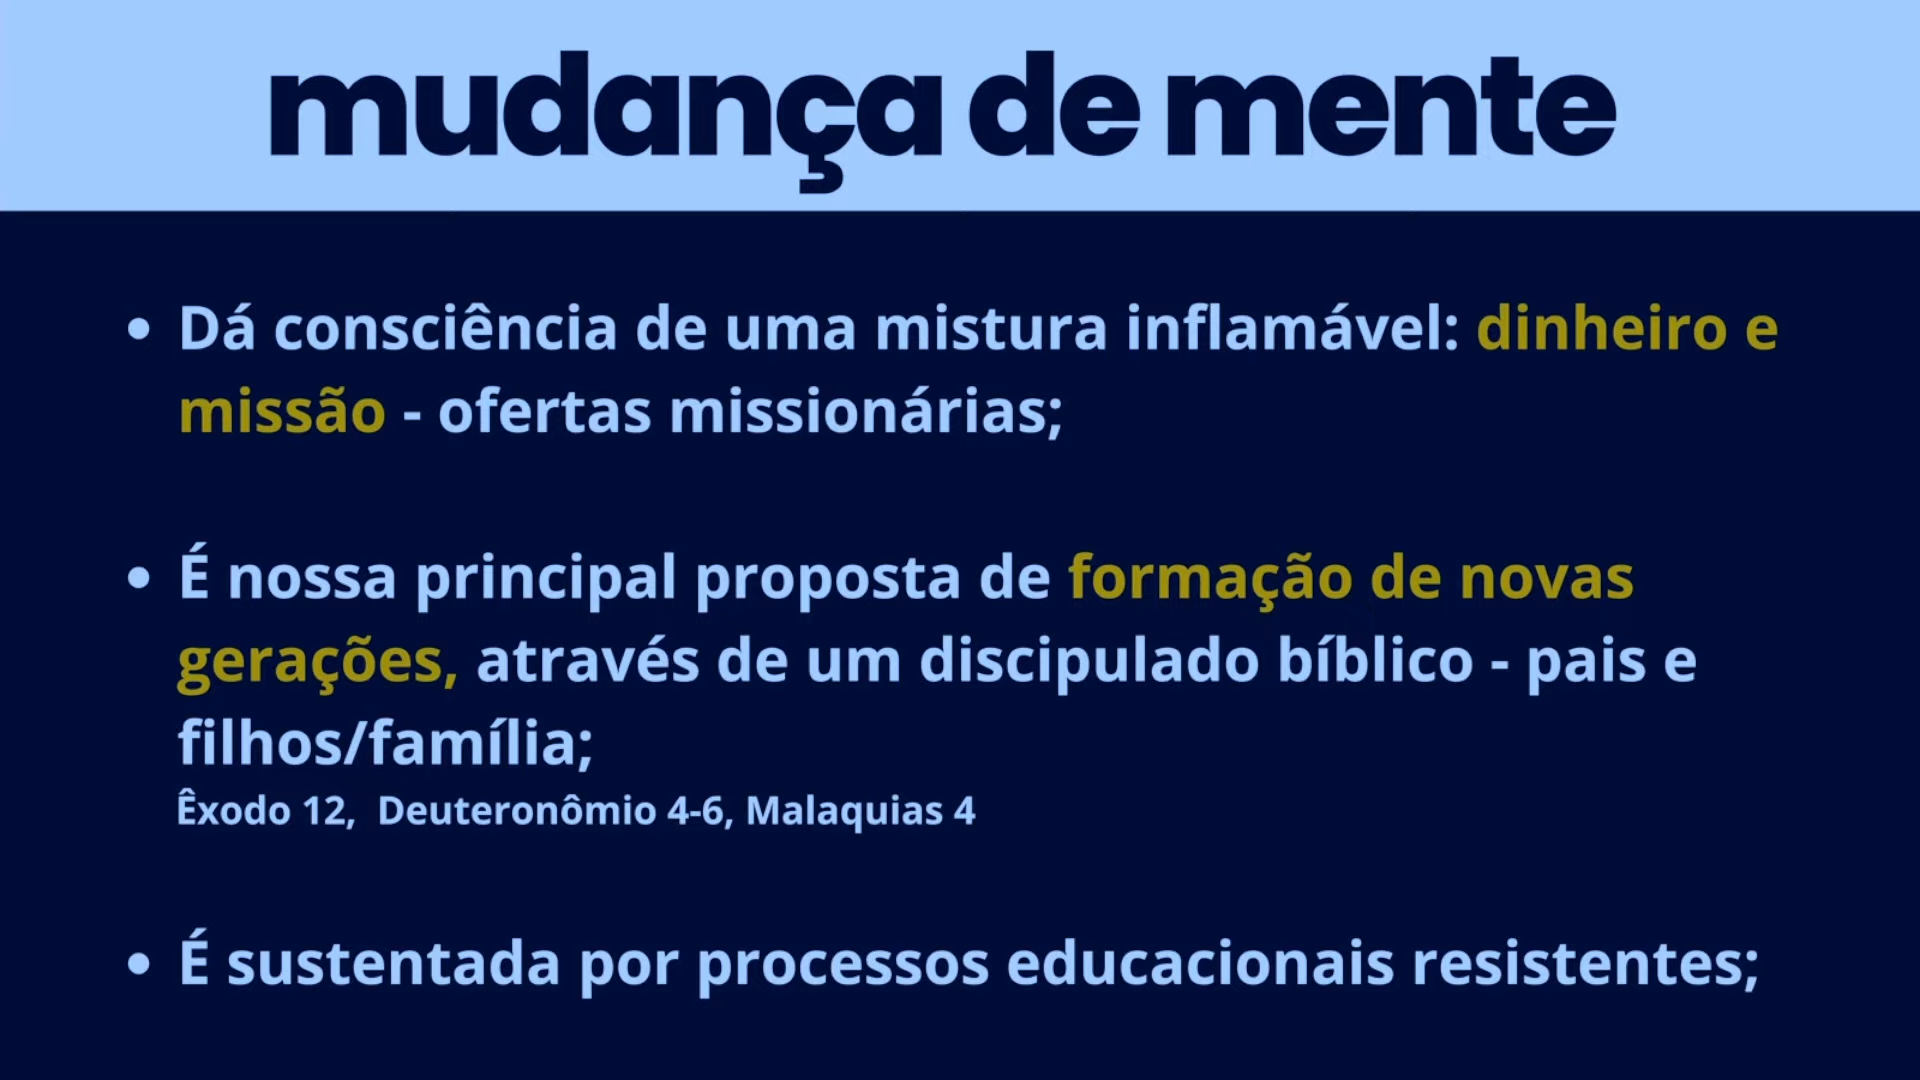 mudança de mente
• Dá consciência de uma mistura inflamável: dinheiro e
missão - ofertas missionárias;
• É nossa principal proposta de formação de novas
gerações, através de um discipulado bíblico - pais e
filhos/família;
Êxodo 12, Deuteronômio 4-6, Malaquias 4
• É sustentada por processos educacionais resistentes;